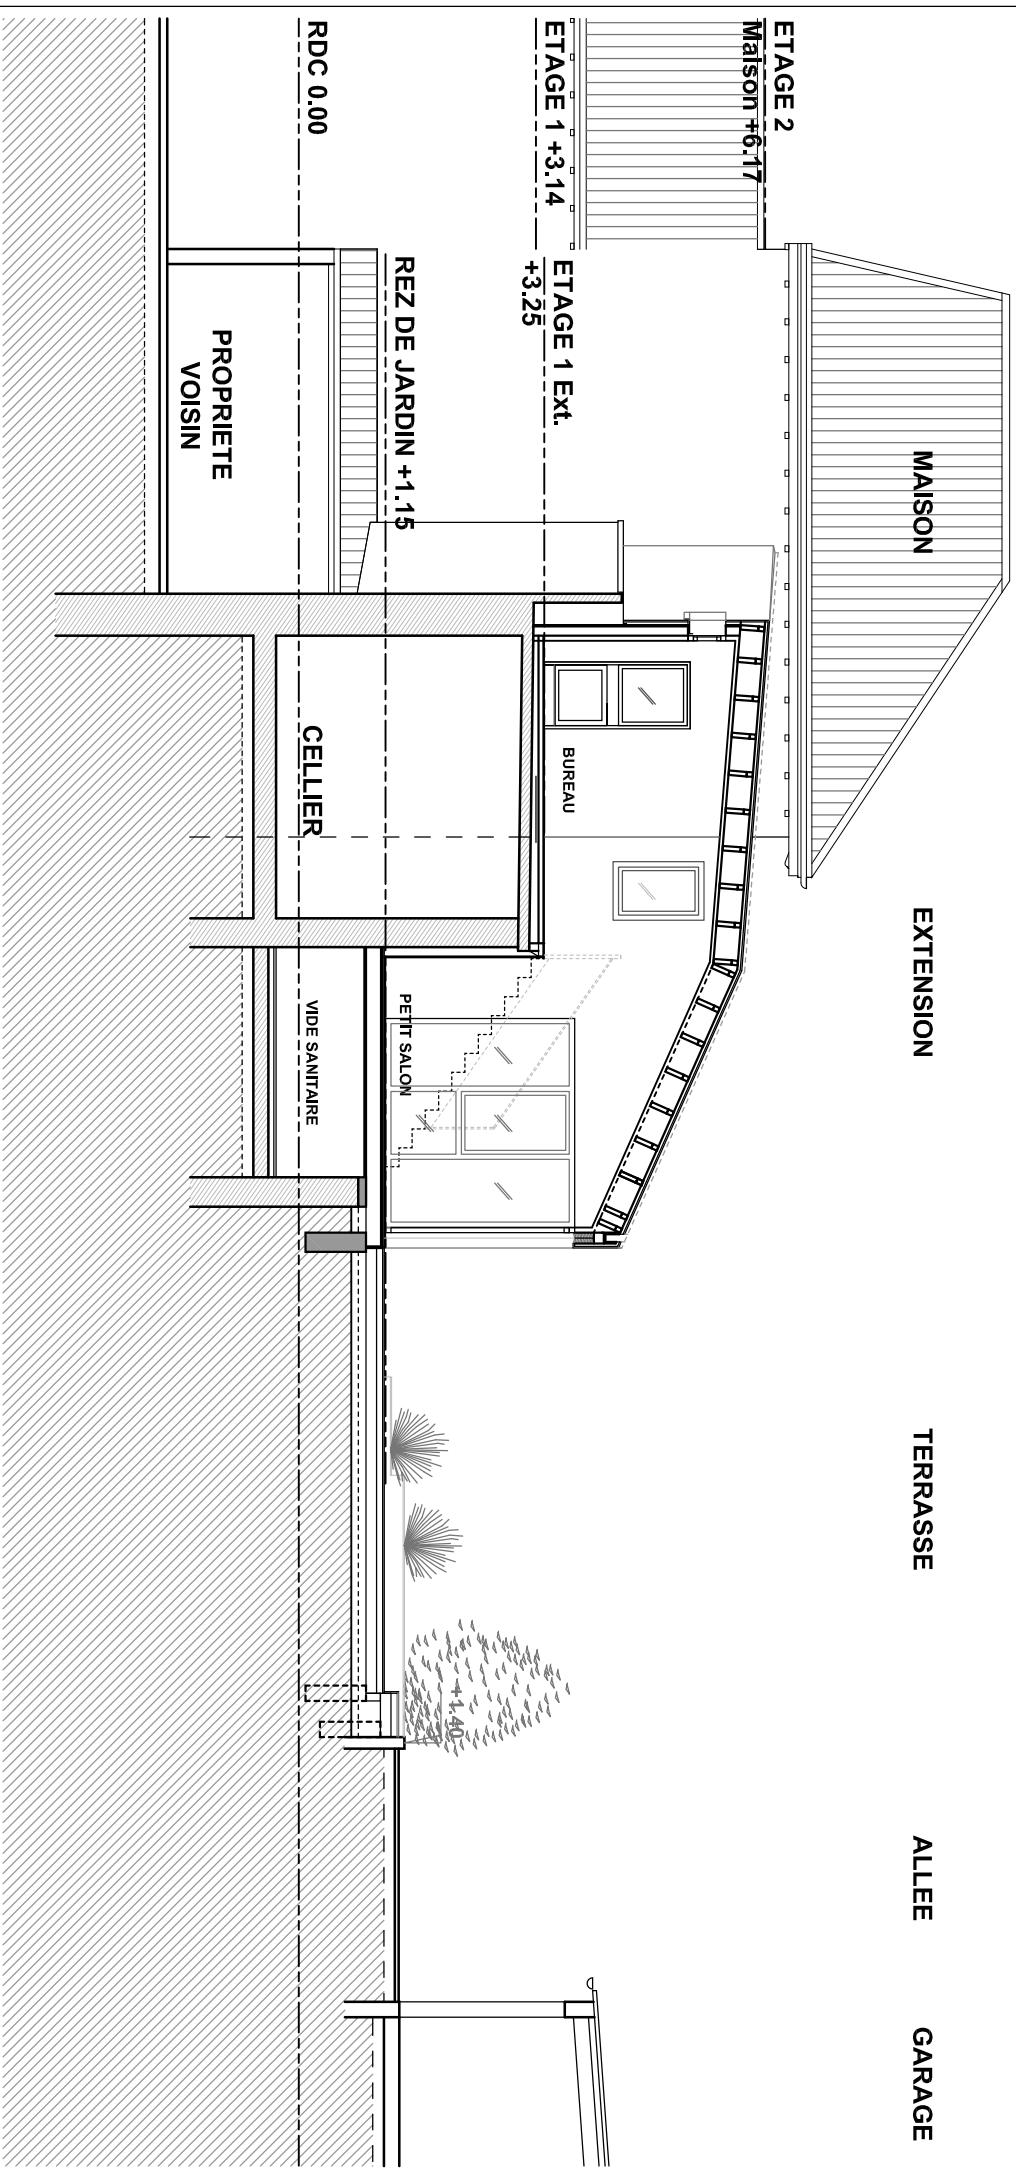 MAISON
EXTENSION
TERRASSE
ALLEE
GARAGE
ETAGE 2
Maison +6.17
ETAGE 1 +3.14
ETAGE 1 Ext.
+3.25
BUREAU
+1.40
REZ DE JARDIN +1.15
PETIT SALON
RDC 0.00
CELLIER
VIDE SANITAIRE
PROPRIETE
VOISIN